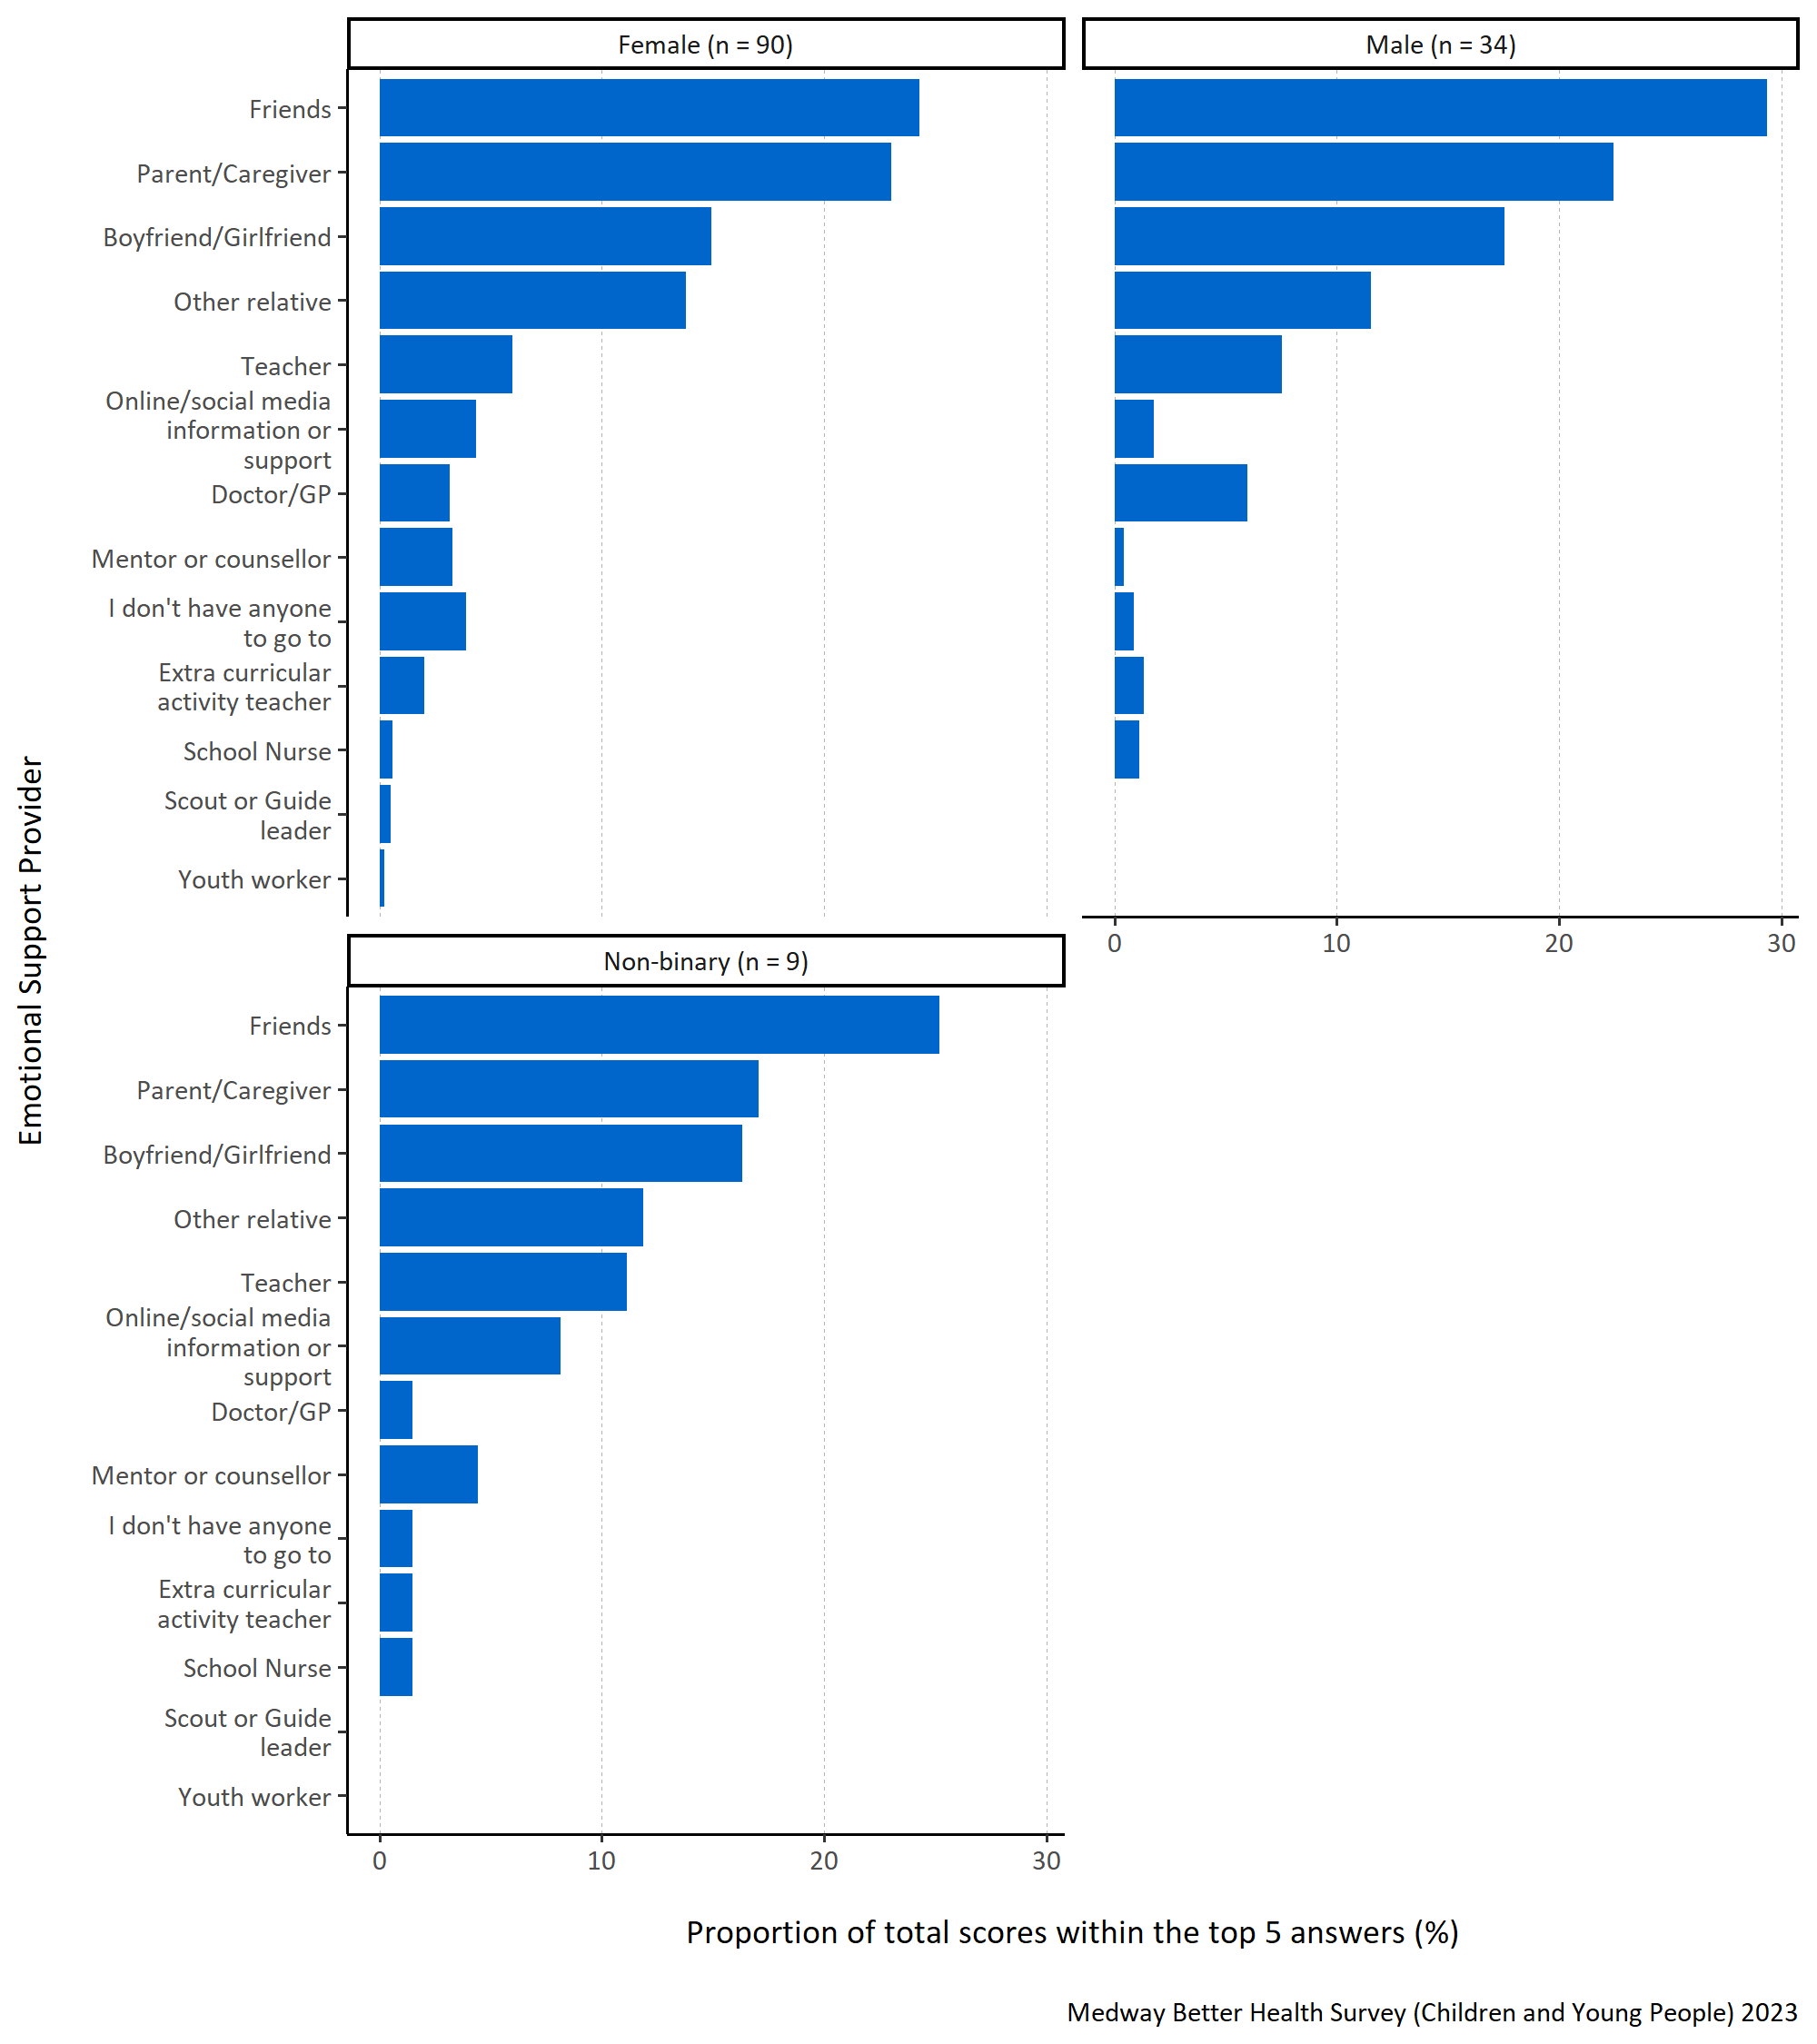 Female (n = 90)
Male (n = 34)
Friends
Parent/Caregiver
Boyfriend/Girlfriend
Other relative
Teacher
Online/social media
information or
support
Doctor/GP
Mentor or counsellor
I don't have anyone
to go to
Extra curricular
activity teacher
School Nurse
Scout or Guide
leader
Youth worker
0 10 20 30
Non-binary (n = 9)
Friends
Parent/Caregiver
Boyfriend/Girlfriend
Other relative
Teacher
Online/social media
information or
support
Doctor/GP
Mentor or counsellor
I don't have anyone
to go to
Extra curricular
activity teacher
School Nurse
Scout or Guide
leader
Youth worker
0 10 20 30
Emotional Support Provider
Proportion of total scores within the top 5 answers (%)
Medway Better Health Survey (Children and Young People) 2023